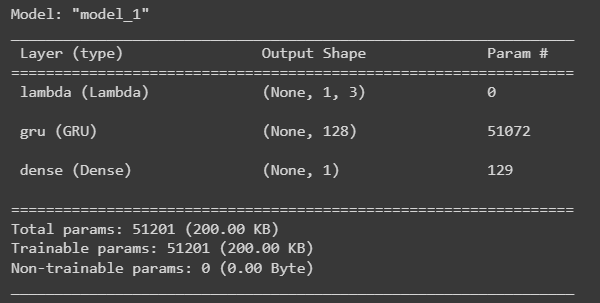 Model: "model_1"
Layer (type) Output Shape Param #
lambda (Lambda) (None, 1, 3) 0
gru (GRU) (None, 128) 51072
dense (Dense) (None, 1) 129
Total params: 51201 (200.00 KB)
Trainable params: 51201 (200.00 KB)
Non-trainable params: 0 (0.00 Byte)